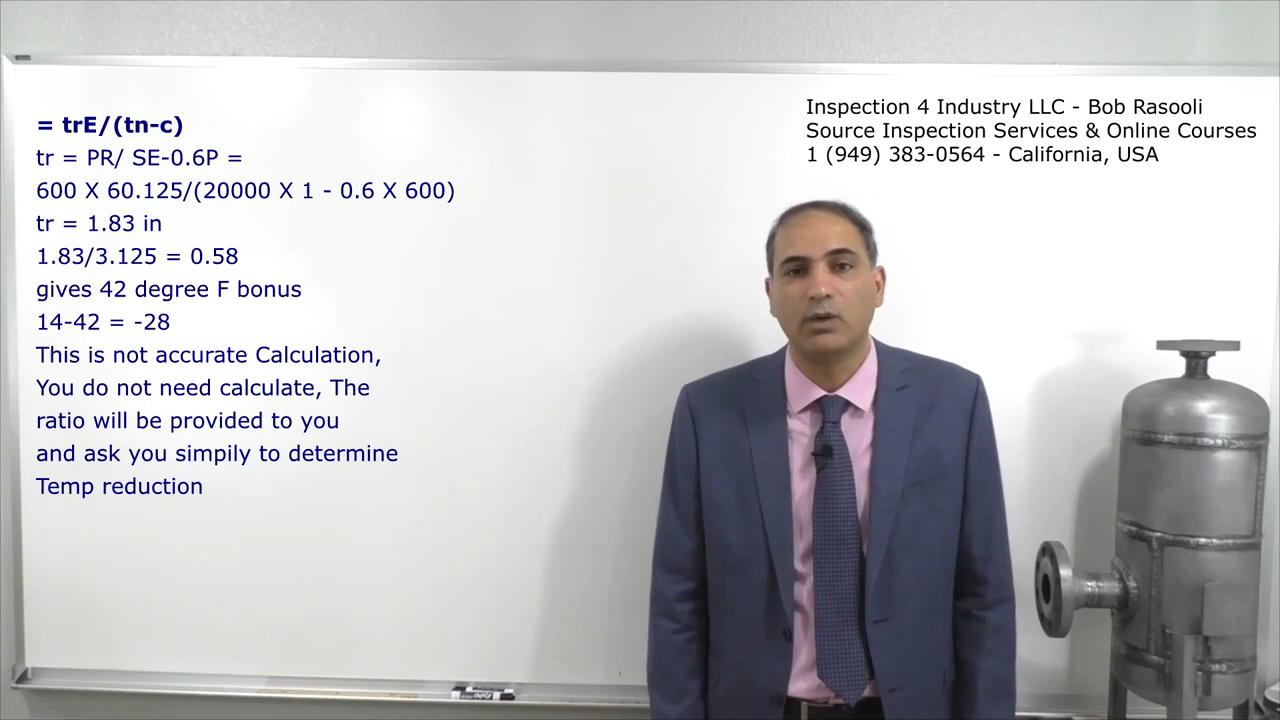 = trE/(tn-c)
tr = PR/ SE-0.6P =
600 X 60.125/(20000 X 1 - 0.6 X 600)
tr = 1.83 in
1.83/3.125 = 0.58
gives 42 degree F bonus
14-42 = -28
This is not accurate Calculation,
You do not need calculate, The
ratio will be provided to you
and ask you simpily to determine
Temp reduction
Inspection 4 Industry LLC - Bob Rasooli
Source Inspection Services & Online Courses
1 (949) 383-0564 - California, USA